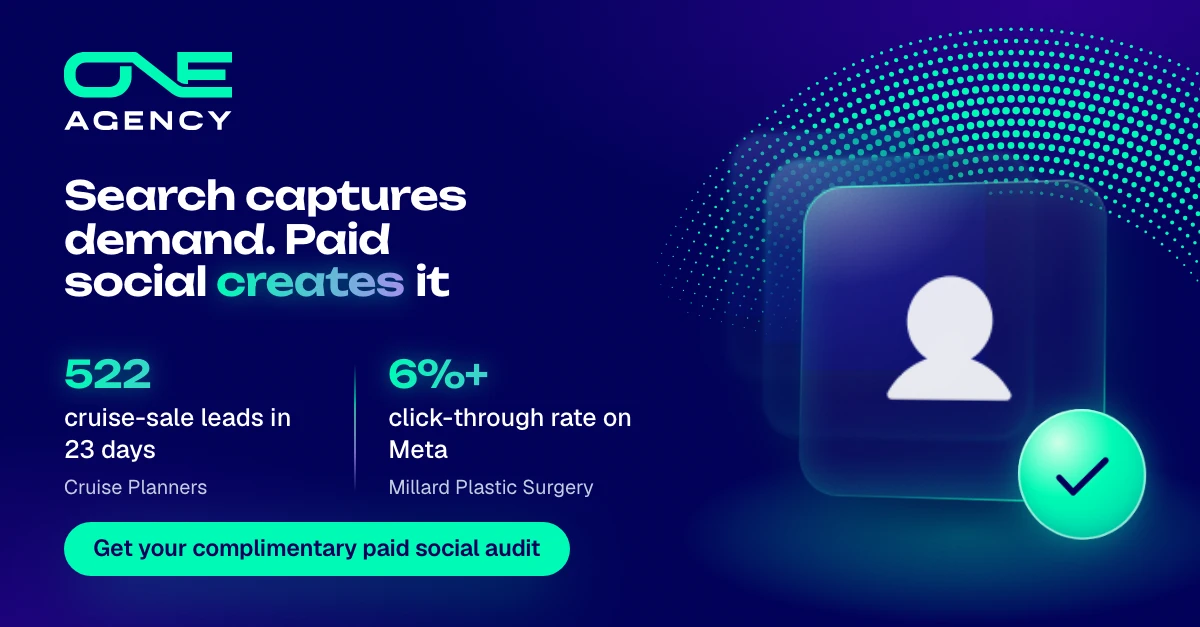 ONE
AGENCY
Search captures
demand. Paid
social creates it
522
cruise-sale leads in
23 days
Cruise Planners
6%+
click-through rate on
Meta
Millard Plastic Surgery
Get your complimentary paid social audit